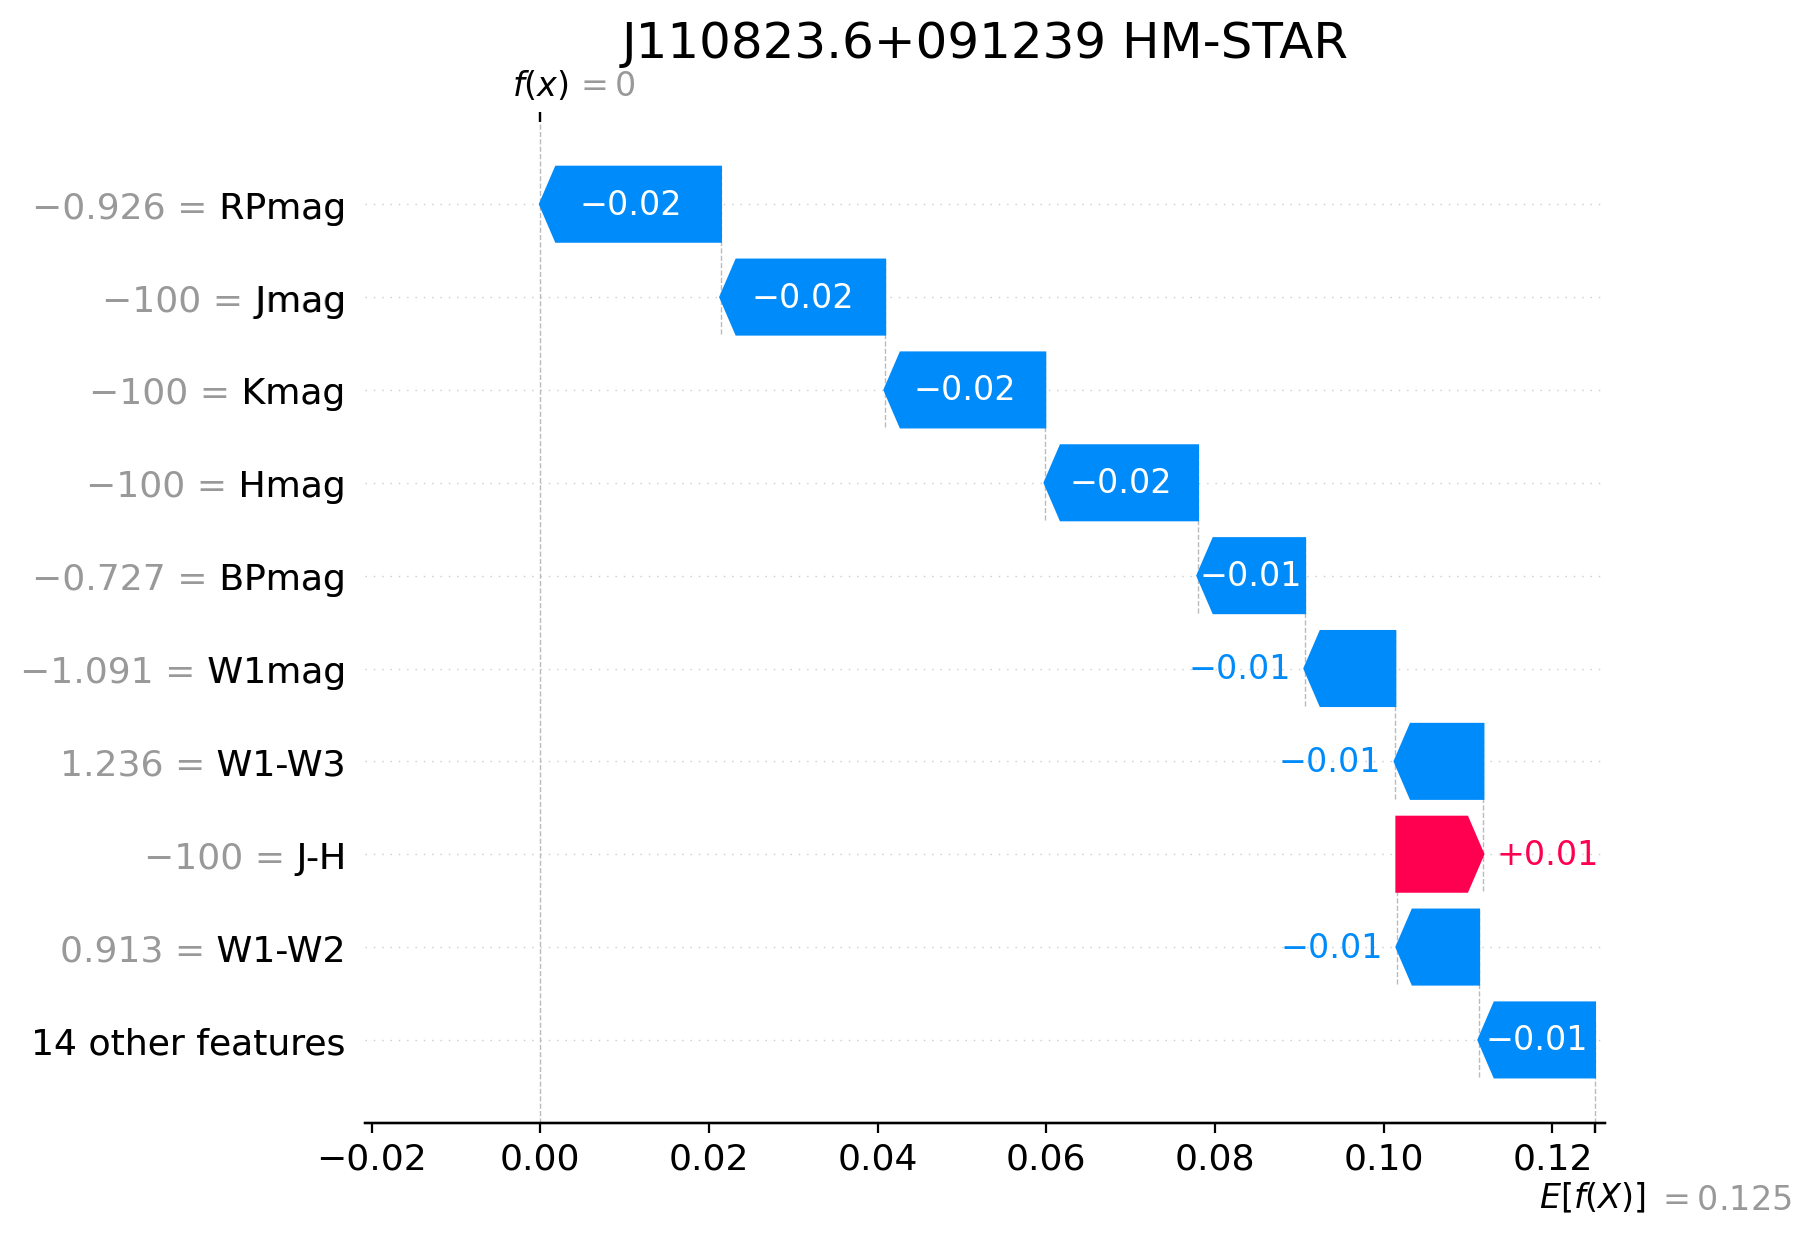 J110823.6+091239 HM-STAR
f(x) = 0
−0.926 = RPmag −0.02
−100 = Jmag −0.02
−100 = Kmag −0.02
−100 = Hmag −0.02
−0.727 = BPmag −0.01
−1.091 = W1mag −0.01
1.236 = W1-W3 −0.01
−100 = J-H +0.01
0.913 = W1-W2 −0.01
14 other features −0.01
−0.02 0.00 0.02 0.04 0.06 0.08 0.10 0.12
E[f(X)] = 0.125